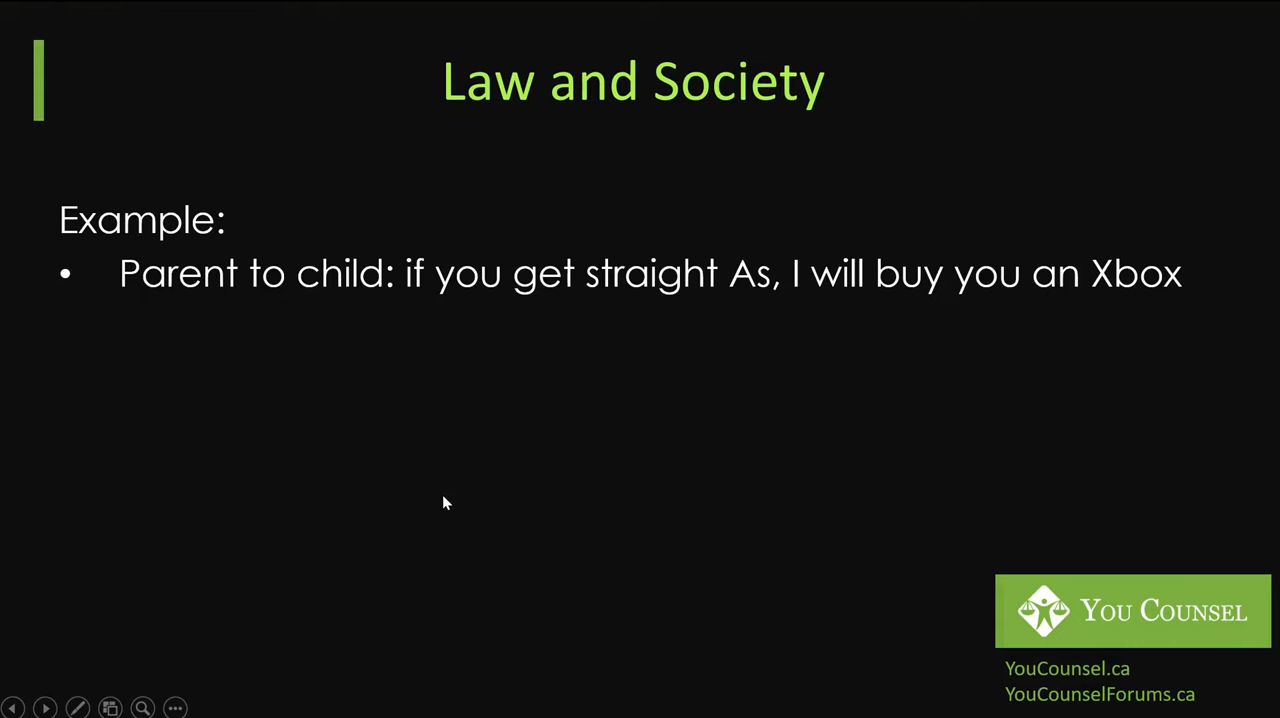 Law and Society
Example:
• Parent to child: if you get straight As, I will buy you an Xbox
YOU COUNSEL
YouCounsel.ca
YouCounselForums.ca